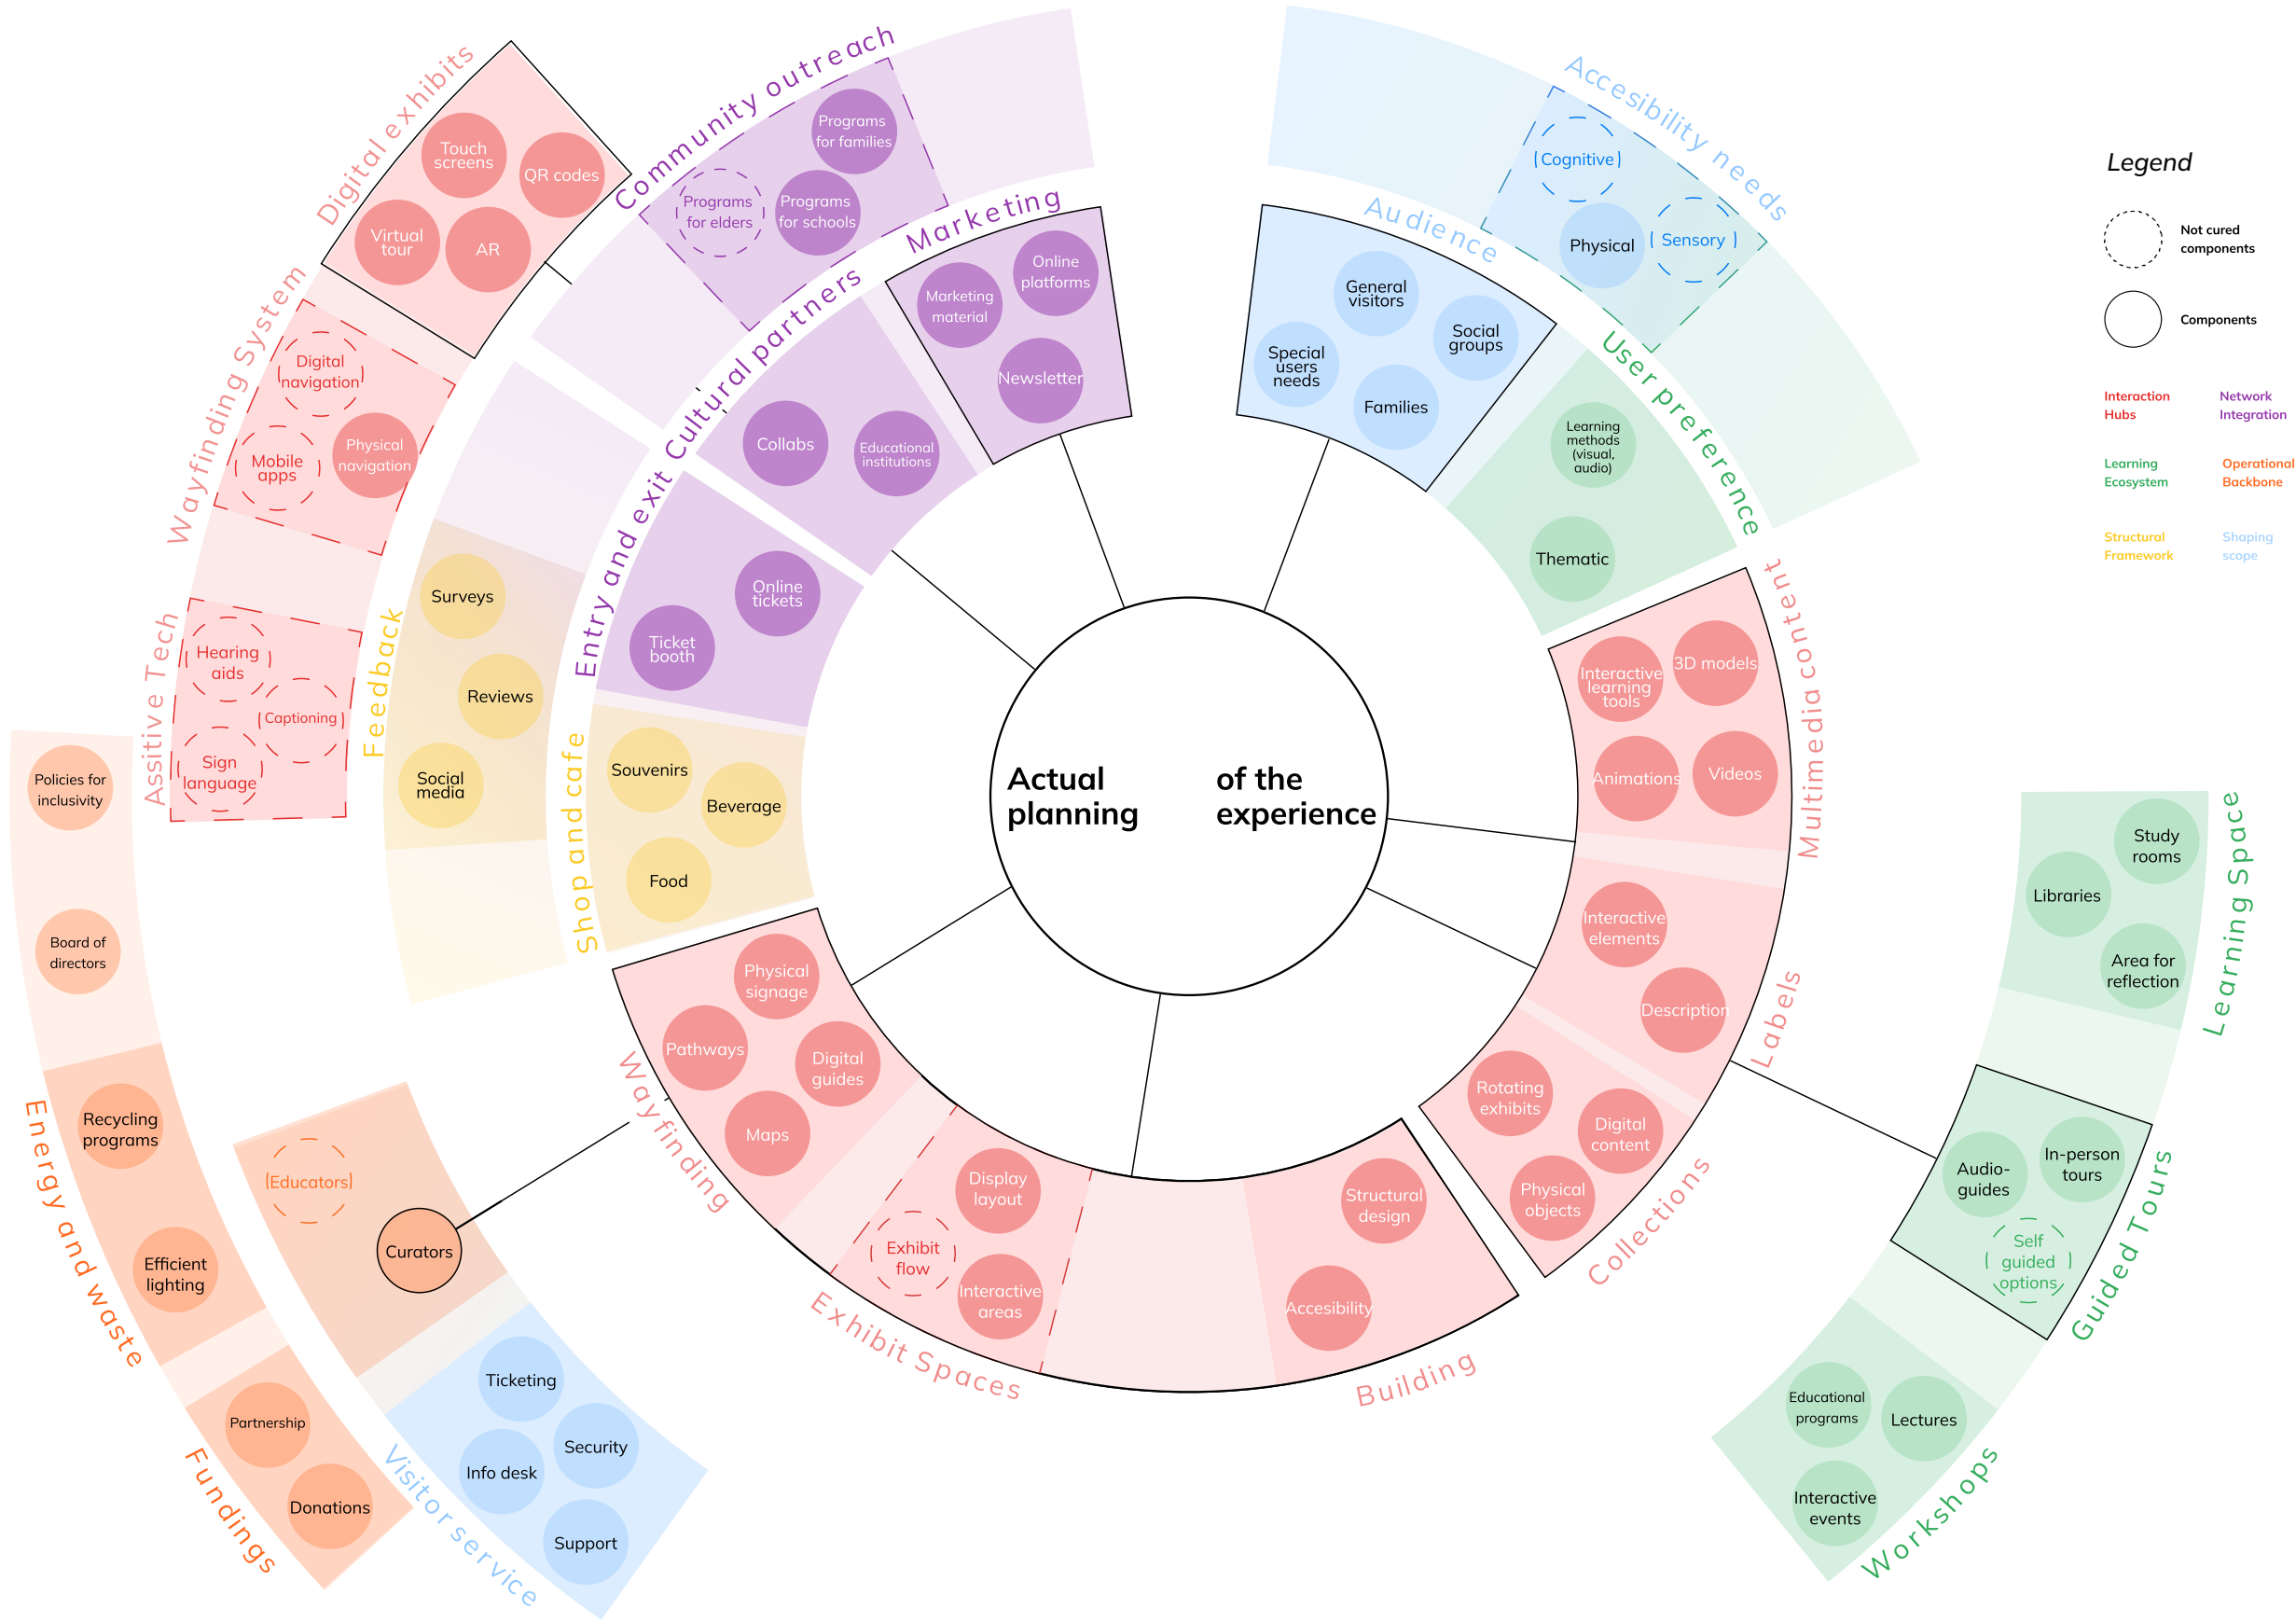 Digital exhibits
Touch
screens
QR codes
Virtual
tour
AR
Wayfinding System
Digital
navigation
Mobile
apps
Physical
navigation
Assitive Tech
Hearing
aids
Captioning
Sign
language
Community outreach
Programs
for families
Programs
for elders
Programs
for schools
Marketing
Marketing
material
Online
platforms
Newsletter
Cultural partners
Collabs
Educational
institutions
Entry and exit
Online
tickets
Ticket
booth
Feedback
Surveys
Reviews
Social
media
Shop and cafe
Souvenirs
Beverage
Food
Accesibility needs
(Cognitive)
Physical
Sensory
Audience
General
visitors
Social
groups
Special
users
needs
Families
User preference
Learning
methods
(visual,
audio)
Thematic
Multimedia content
Interactive
learning
tools
3D models
Animations
Videos
Labels
Interactive
elements
Description
Collections
Rotating
exhibits
Digital
content
Physical
objects
Building
Structural
design
Accesibility
Exhibit Spaces
Display
layout
Exhibit
flow
Interactive
areas
Wayfinding
Physical
signage
Pathways
Digital
guides
Maps
Actual
planning
of the
experience
Policies for
inclusivity
Board of
directors
Energy and waste
Recycling
programs
Efficient
lighting
Fundings
Partnership
Donations
(Educators)
Curators
Visitor service
Ticketing
Security
Info desk
Support
Learning Space
Study
rooms
Libraries
Area for
reflection
Guided Tours
Audio-
guides
In-person
tours
Self
guided
options
Workshops
Educational
programs
Lectures
Interactive
events
Legend
Not cured
components
Components
Interaction
Hubs
Network
Integration
Learning
Ecosystem
Operational
Backbone
Structural
Framework
Shaping
scope